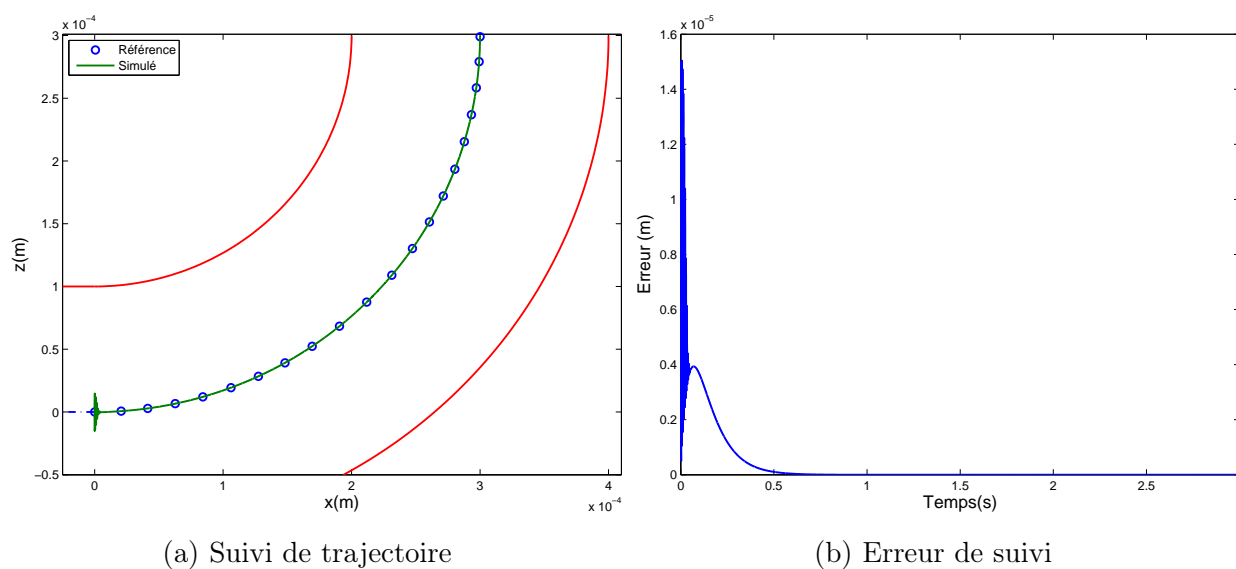 x 10⁻⁴
3
2.5
2
1.5
1
0.5
0
−0.5
z(m)
Référence
Simulé
0
1
2
3
4
x 10⁻⁴
x(m)
(a) Suivi de trajectoire
x 10⁻⁵
1.6
1.4
1.2
1
0.8
0.6
0.4
0.2
0
Erreur (m)
0
0.5
1
1.5
2
2.5
Temps(s)
(b) Erreur de suivi